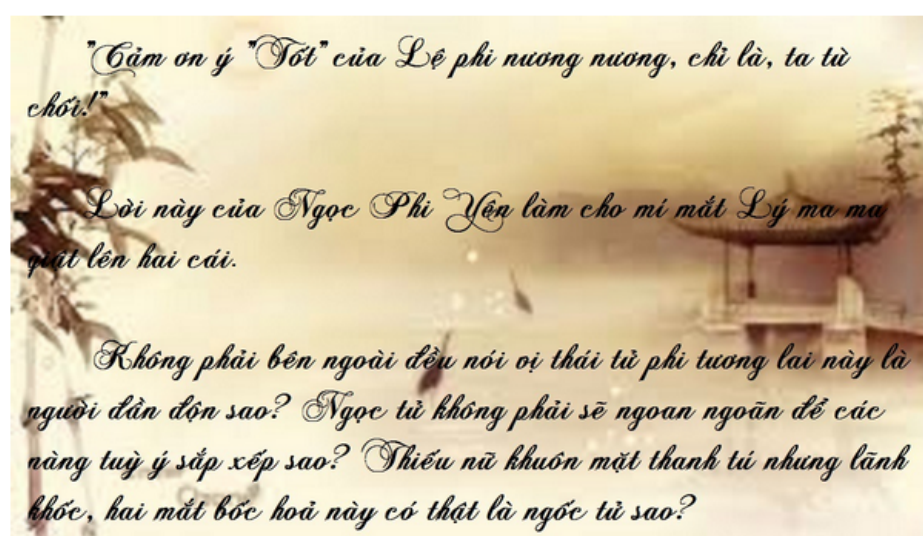 "Cảm ơn ý "Tốt" của Lệ phi nương nương, chỉ là, ta từ
chối!"
Lời này của Ngọc Phi Yên làm cho mí mắt Lý ma ma
giật lên hai cái.
Không phải bên ngoài đều nói vị thái tử phi tương lai này là
người đần độn sao? Ngọc tử không phải sẽ ngoan ngoãn để các
nàng tuỳ ý sắp xếp sao? Thiếu nữ khuôn mặt thanh tú nhưng lãnh
khốc, hai mắt bốc hoả này có thật là ngốc tử sao?